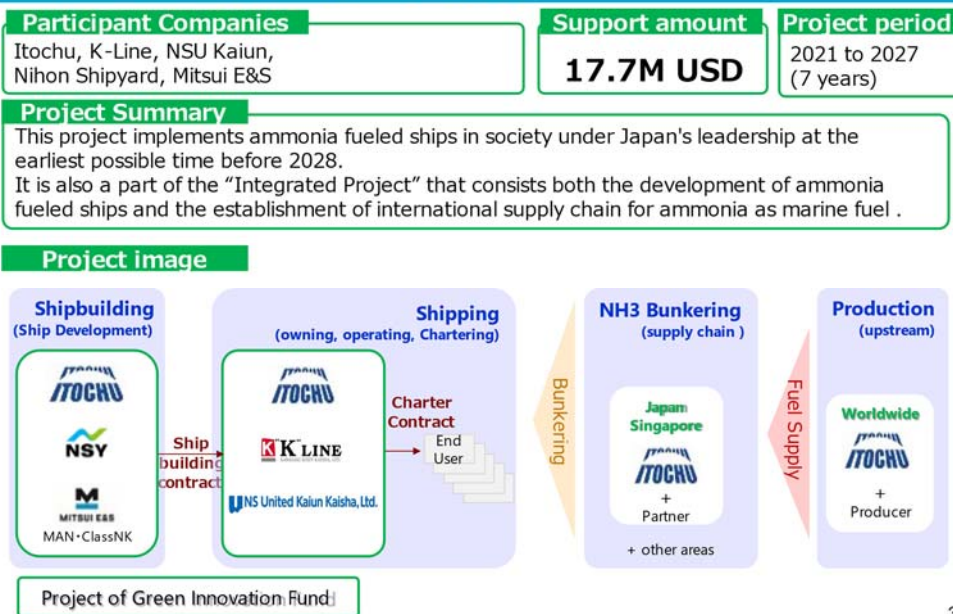 Participant Companies
Itochu, K-Line, NSU Kaiun,
Nihon Shipyard, Mitsui E&S
Support amount
17.7M USD
Project period
2021 to 2027
(7 years)
Project Summary
This project implements ammonia fueled ships in society under Japan's leadership at the
earliest possible time before 2028.
It is also a part of the “Integrated Project” that consists both the development of ammonia
fueled ships and the establishment of international supply chain for ammonia as marine fuel .
Project image
Shipbuilding
(Ship Development)
ITOCHU
NSY
M
MITSUI E&S
MAN・ClassNK
Ship
building
contract
Shipping
(owning, operating, Chartering)
ITOCHU
"K" LINE
NS United Kaiun Kaisha, Ltd.
Charter
Contract
End
User
Bunkering
NH3 Bunkering
(supply chain )
Japan
Singapore
ITOCHU
+
Partner
+ other areas
Fuel Supply
Production
(upstream)
Worldwide
ITOCHU
+
Producer
Project of Green Innovation Fund